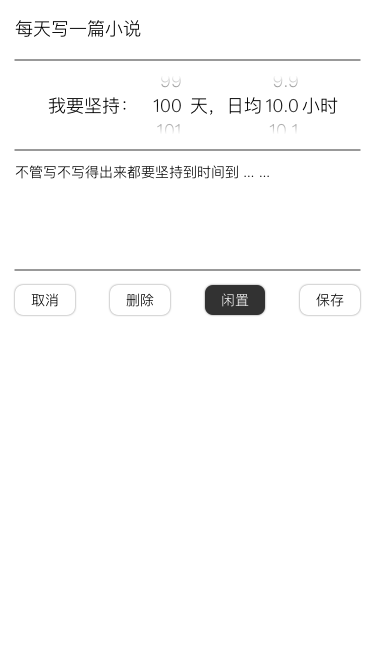 每天写一篇小说
99 9.9
我要坚持： 100 天，日均 10.0 小时
101 10.1
不管写不写得出来都要坚持到时间到 ... ...
取消 删除 闲置 保存